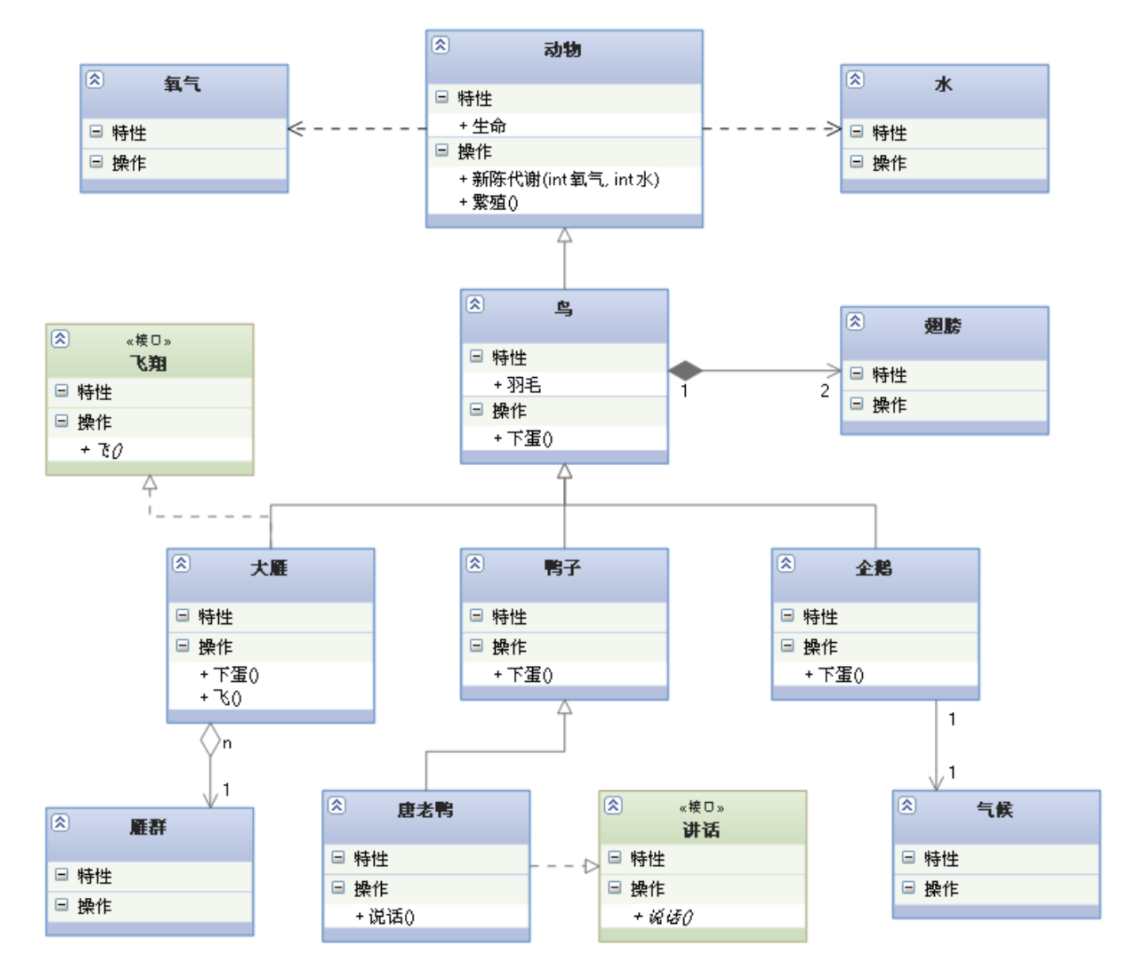 动物
特性
+ 生命
操作
+ 新陈代谢(int 氧气, int 水)
+ 繁殖()
氧气
特性
操作
水
特性
操作
鸟
特性
+ 羽毛
操作
+ 下蛋()
1
2
翅膀
特性
操作
«接口»
飞翔
特性
操作
+ 飞()
大雁
特性
操作
+ 下蛋()
+ 飞()
鸭子
特性
操作
+ 下蛋()
企鹅
特性
操作
+ 下蛋()
n
1
1
1
雁群
特性
操作
唐老鸭
特性
操作
+ 说话()
«接口»
讲话
特性
操作
+ 说话()
气候
特性
操作